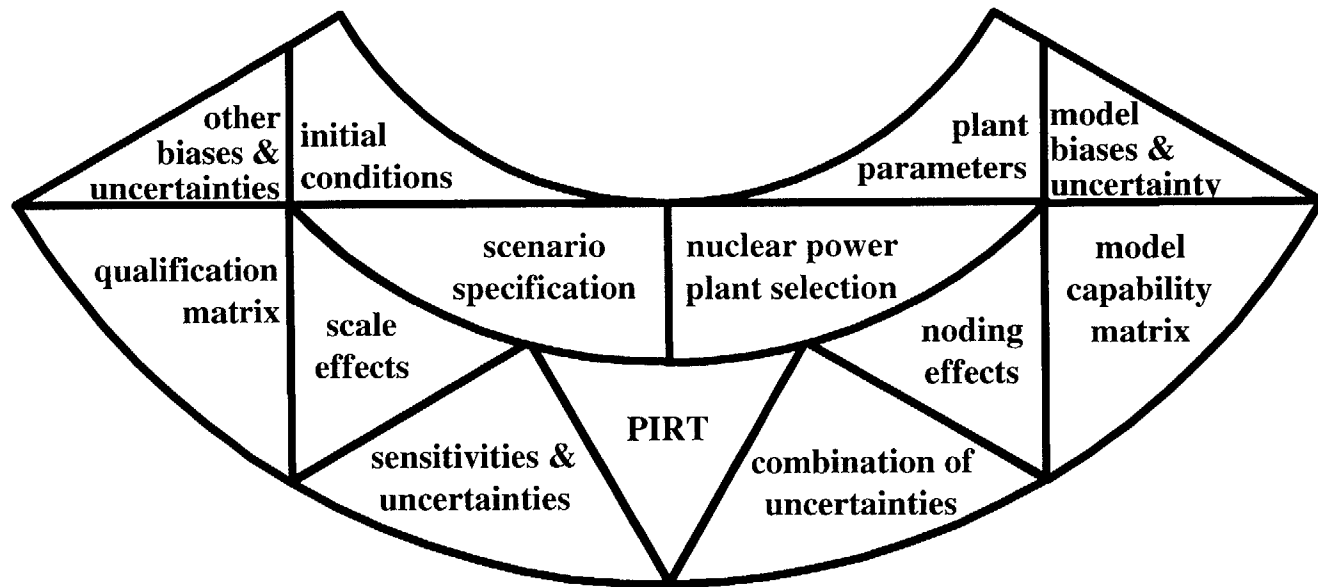 other
biases &
uncertainties
initial
conditions
plant
parameters
model
biases &
uncertainty
qualification
matrix
scenario
specification
nuclear power
plant selection
model
capability
matrix
scale
effects
noding
effects
PIRT
sensitivities &
uncertainties
combination of
uncertainties